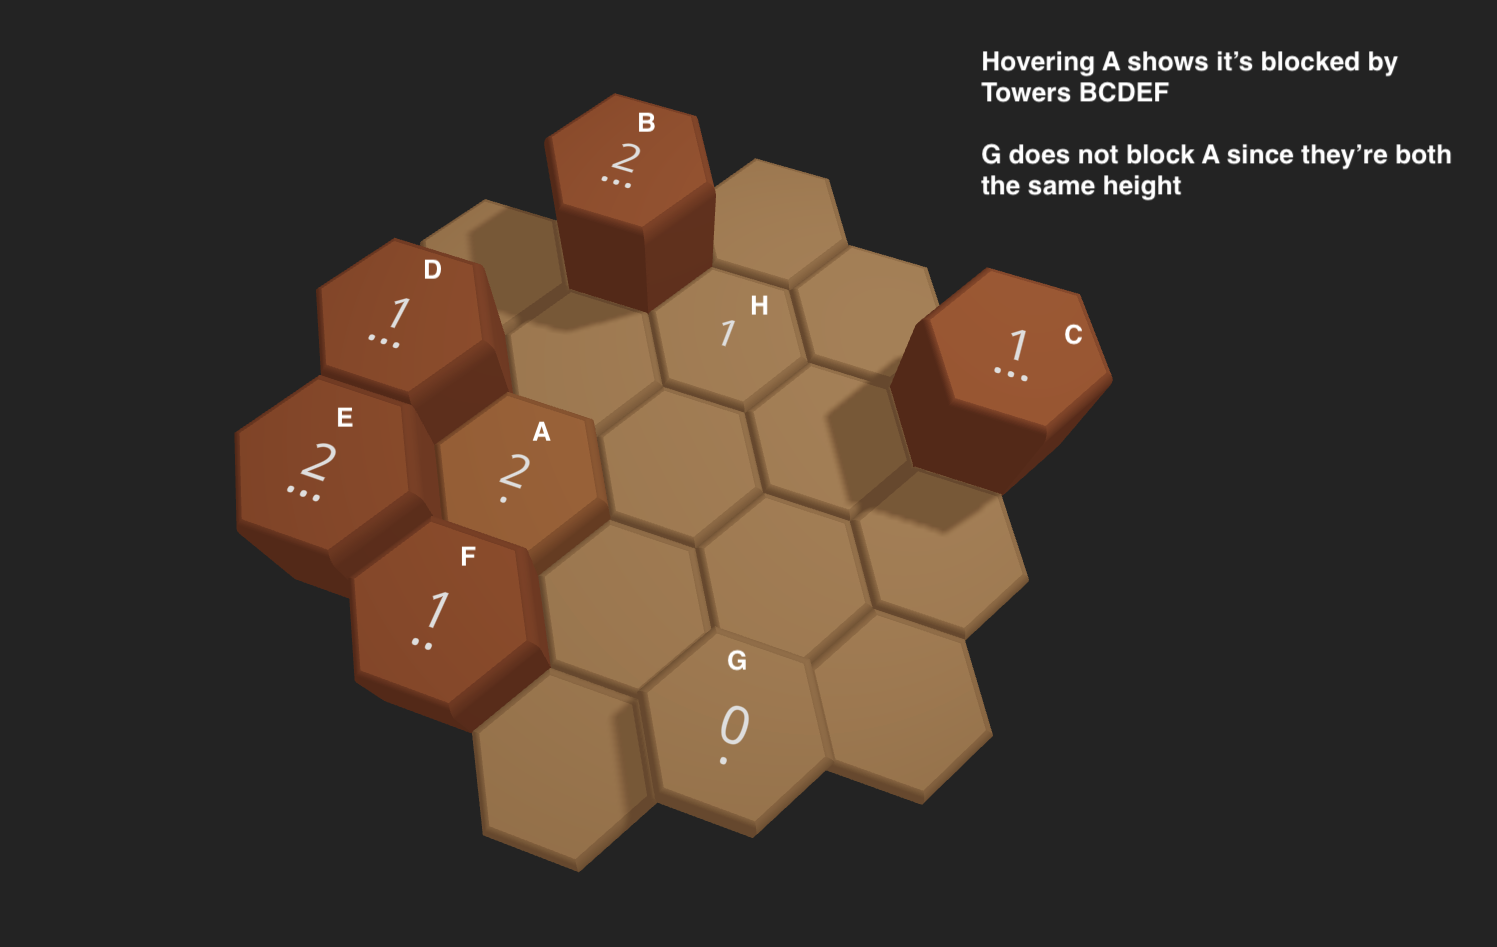 Hovering A shows it's blocked by
Towers BCDEF
G does not block A since they're both
the same height
B
2
...
D
1
...
H
1
C
1
...
E
2
...
A
2
.
F
1
..
G
0
.